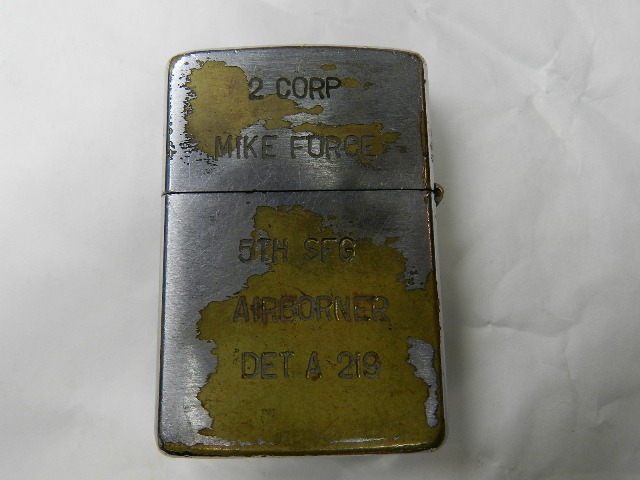 2 CORP
MIKE FORCE
5TH SFG
AIRBORNER
DET A 219